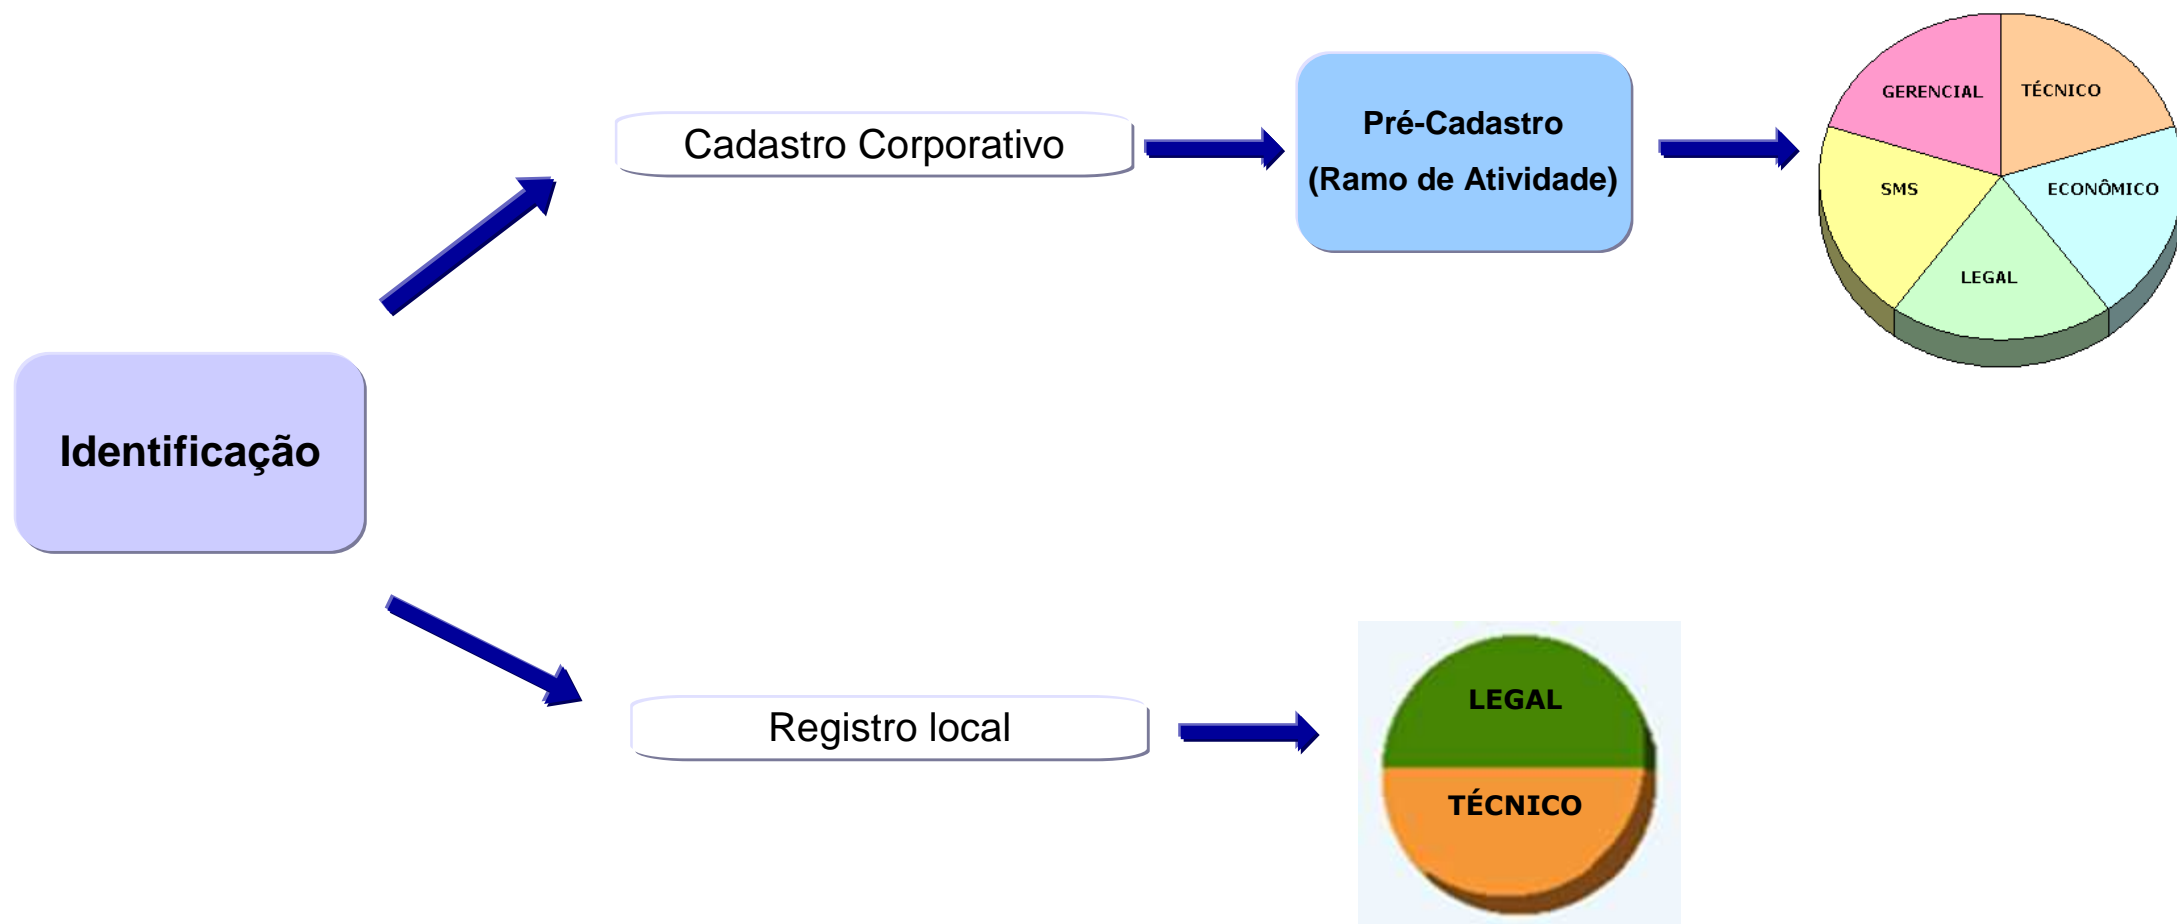 Identificação
Cadastro Corporativo
Pré-Cadastro
(Ramo de Atividade)
GERENCIAL
TÉCNICO
SMS
ECONÔMICO
LEGAL
Registro local
LEGAL
TÉCNICO